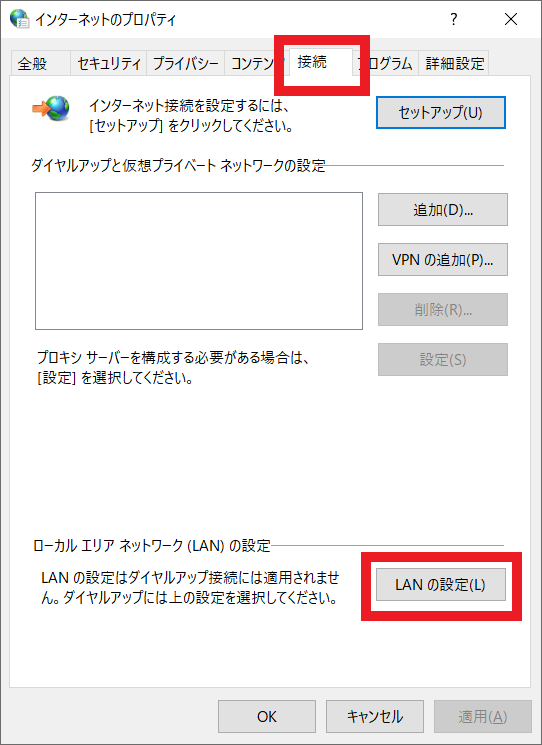 インターネットのプロパティ
全般 セキュリティ プライバシー コンテンツ 接続 プログラム 詳細設定
インターネット接続を設定するには、
[セットアップ] をクリックしてください。
セットアップ(U)
ダイヤルアップと仮想プライベート ネットワークの設定
追加(D)...
VPN の追加(P)...
削除(R)...
プロキシ サーバーを構成する必要がある場合は、
[設定] を選択してください。
設定(S)
ローカル エリア ネットワーク (LAN) の設定
LAN の設定はダイヤルアップ接続には適用されませ
ん。ダイヤルアップには上の設定を選択してください。
LAN の設定(L)
OK キャンセル 適用(A)